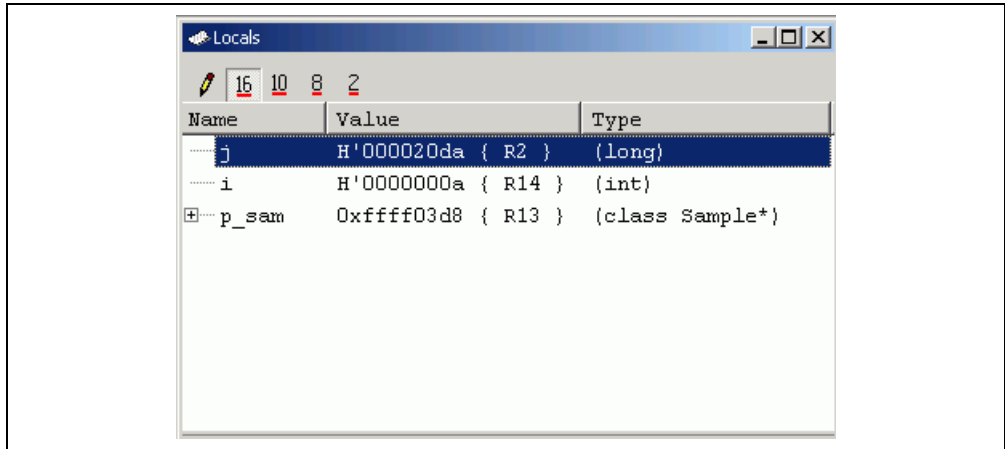 Locals
16 10 8 2
Name Value Type
j H'000020da { R2 } (long)
i H'0000000a { R14 } (int)
p_sam 0xffff03d8 { R13 } (class Sample*)